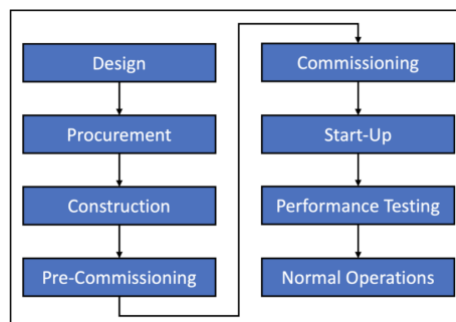 Design
Procurement
Construction
Pre-Commissioning
Commissioning
Start-Up
Performance Testing
Normal Operations